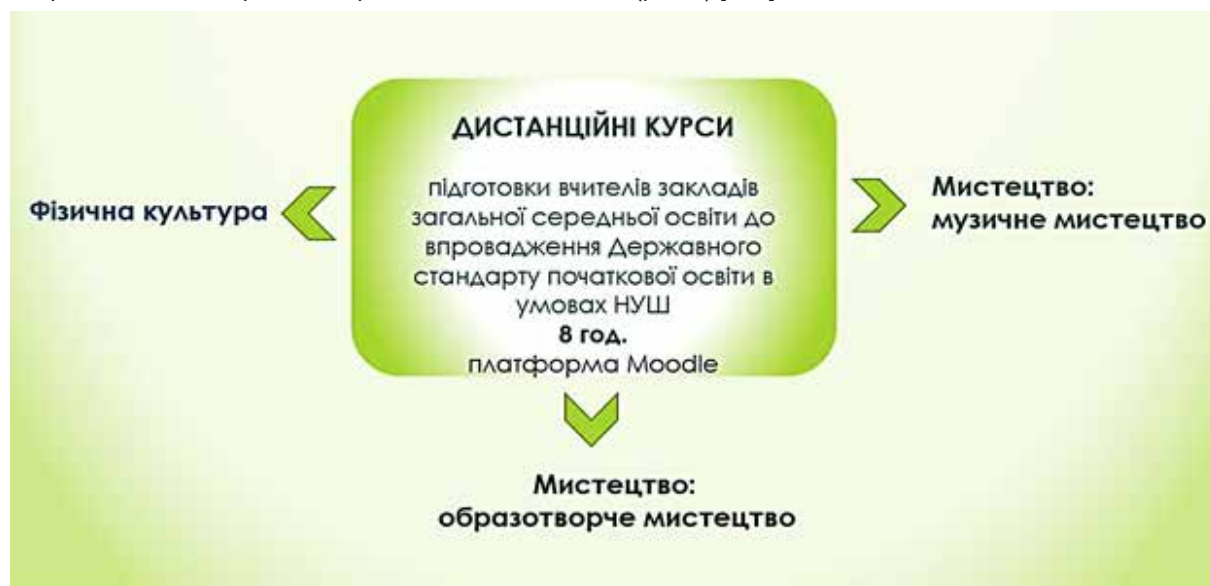 ДИСТАНЦІЙНІ КУРСИ
підготовки вчителів закладів
загальної середньої освіти до
впровадження Державного
стандарту початкової освіти в
умовах НУШ
8 год.
платформа Moodle
Фізична культура
Мистецтво:
музичне мистецтво
Мистецтво:
образотворче мистецтво